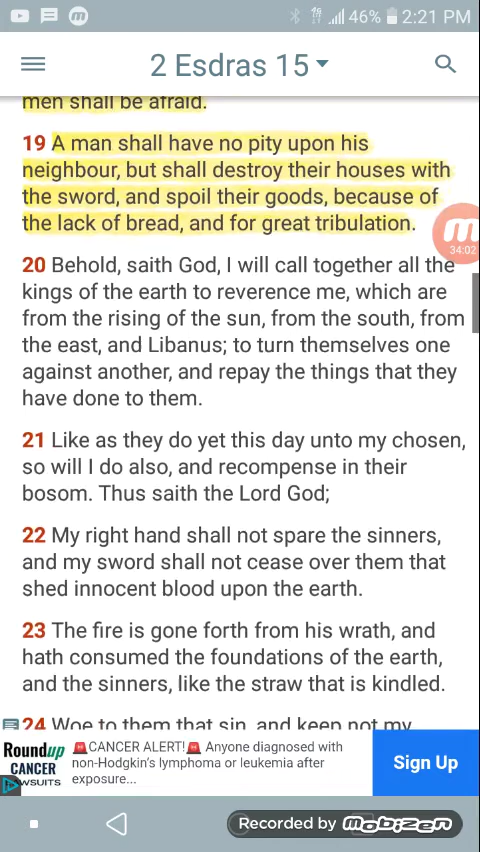 4G 46% 2:21 PM
2 Esdras 15
men shall be afraid.
19 A man shall have no pity upon his
neighbour, but shall destroy their houses with
the sword, and spoil their goods, because of
the lack of bread, and for great tribulation.
34:02
20 Behold, saith God, I will call together all the
kings of the earth to reverence me, which are
from the rising of the sun, from the south, from
the east, and Libanus; to turn themselves one
against another, and repay the things that they
have done to them.
21 Like as they do yet this day unto my chosen,
so will I do also, and recompense in their
bosom. Thus saith the Lord God;
22 My right hand shall not spare the sinners,
and my sword shall not cease over them that
shed innocent blood upon the earth.
23 The fire is gone forth from his wrath, and
hath consumed the foundations of the earth,
and the sinners, like the straw that is kindled.
24 Woe to them that sin, and keep not my
Roundup
CANCER
LAWSUITS
🚨CANCER ALERT!🚨 Anyone diagnosed with
non-Hodgkin's lymphoma or leukemia after
exposure...
Sign Up
Recorded by mobizen